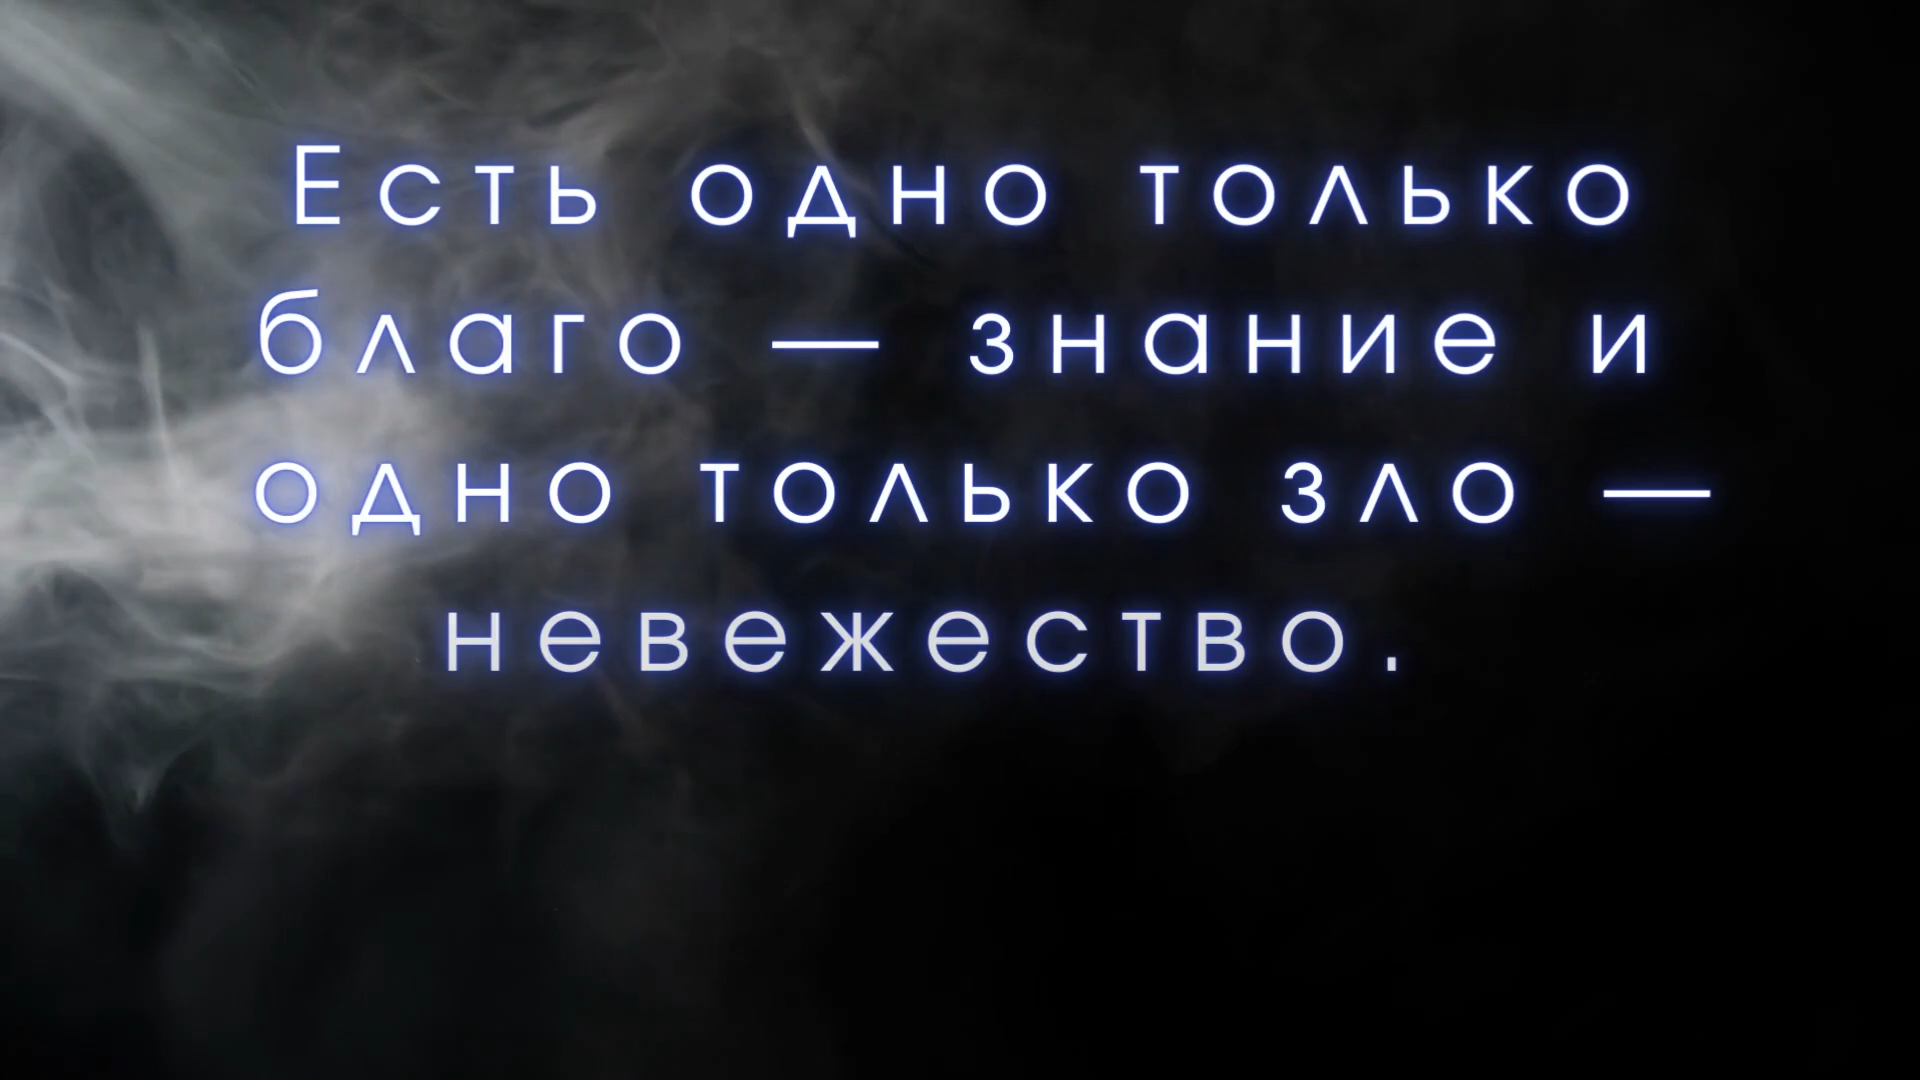 Есть одно только
благо — знание и
одно только зло —
невежество.